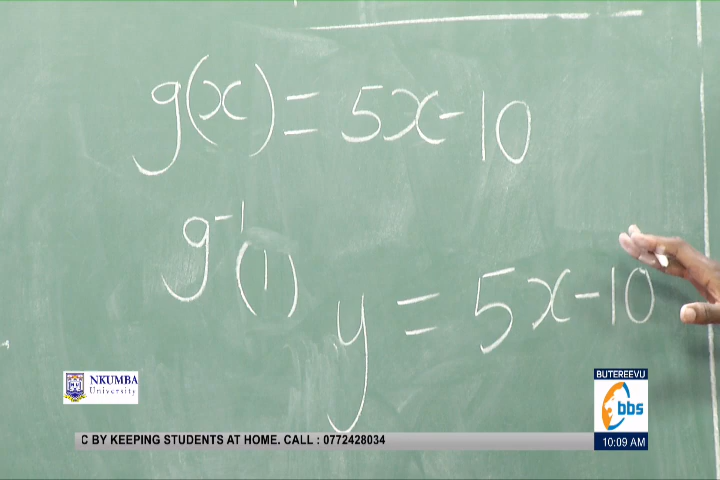 g(x) = 5x-10
g⁻¹(1)
y = 5x-10
NKUMBA
University
BUTEREEVU
bbs
10:09 AM
C BY KEEPING STUDENTS AT HOME. CALL : 0772428034